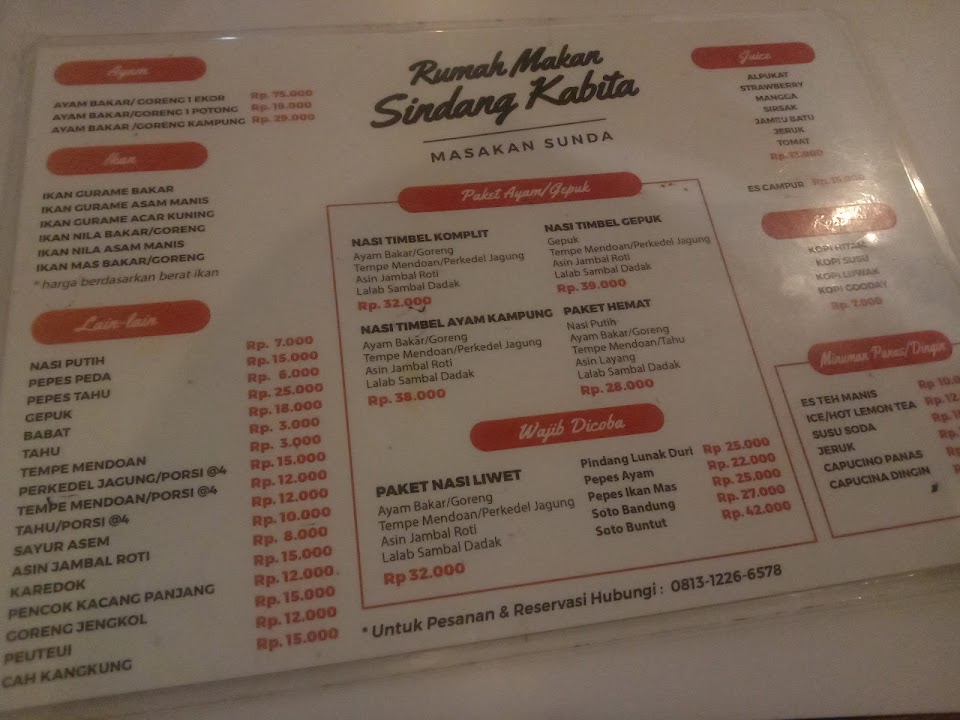 Rumah Makan
Sindang Kabita
MASAKAN SUNDA
Ayam
AYAM BAKAR/ GORENG 1 EKOR Rp. 75.000
AYAM BAKAR/GORENG 1 POTONG Rp. 19.000
AYAM BAKAR /GORENG KAMPUNG Rp. 29.000
Ikan
IKAN GURAME BAKAR
IKAN GURAME ASAM MANIS
IKAN GURAME ACAR KUNING
IKAN NILA BAKAR/GORENG
IKAN NILA ASAM MANIS
IKAN MAS BAKAR/GORENG
* harga berdasarkan berat ikan
Lain-lain
NASI PUTIH Rp. 7.000
PEPES PEDA Rp. 15.000
PEPES TAHU Rp. 6.000
GEPUK Rp. 25.000
BABAT Rp. 18.000
TAHU Rp. 3.000
TEMPE MENDOAN Rp. 3.000
PERKEDEL JAGUNG/PORSI @4 Rp. 15.000
TEMPE MENDOAN/PORSI @4 Rp. 12.000
TAHU/PORSI @4 Rp. 12.000
SAYUR ASEM Rp. 10.000
ASIN JAMBAL ROTI Rp. 8.000
KAREDOK Rp. 15.000
PENCOK KACANG PANJANG Rp. 12.000
GORENG JENGKOL Rp. 15.000
PEUTEUI Rp. 12.000
CAH KANGKUNG Rp. 15.000
Paket Ayam/Gepuk
NASI TIMBEL KOMPLIT
Ayam Bakar/Goreng
Tempe Mendoan/Perkedel Jagung
Asin Jambal Roti
Lalab Sambal Dadak
Rp. 32.000
NASI TIMBEL GEPUK
Gepuk
Tempe Mendoan/Perkedel Jagung
Asin Jambal Roti
Lalab Sambal Dadak
Rp. 39.000
NASI TIMBEL AYAM KAMPUNG
Ayam Bakar/Goreng
Tempe Mendoan/Perkedel Jagung
Asin Jambal Roti
Lalab Sambal Dadak
Rp. 38.000
PAKET HEMAT
Nasi Putih
Ayam Bakar/Goreng
Tempe Mendoan/Tahu
Asin Layang
Lalab Sambal Dadak
Rp. 28.000
Wajib Dicoba
PAKET NASI LIWET
Ayam Bakar/Goreng
Tempe Mendoan/Perkedel Jagung
Asin Jambal Roti
Lalab Sambal Dadak
Rp 32.000
Pindang Lunak Duri Rp 25.000
Pepes Ayam Rp. 22.000
Pepes Ikan Mas Rp. 25.000
Soto Bandung Rp. 27.000
Soto Buntut Rp. 42.000
* Untuk Pesanan & Reservasi Hubungi : 0813-1226-6578
Juice
ALPUKAT
STRAWBERRY
MANGGA
SIRSAK
JAMBU BATU
JERUK
TOMAT
ES CAMPUR
KOPI HITAM
KOPI SUSU
KOPI LUWAK
KOPI GOODAY
Rp. 7.000
Minuman Panas/Dingin
ES TEH MANIS
ICE/HOT LEMON TEA
SUSU SODA
JERUK
CAPUCINO PANAS
CAPUCINA DINGIN